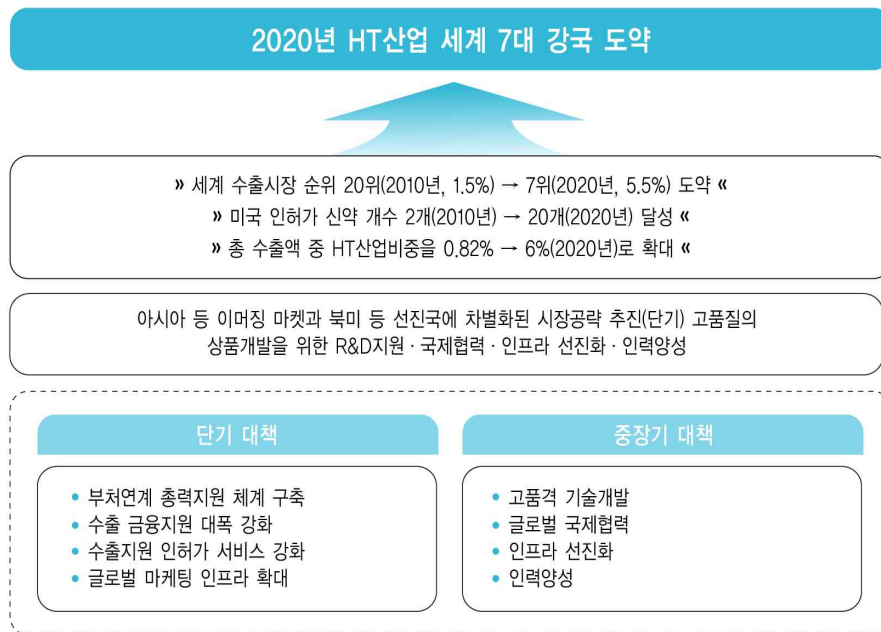 2020년 HT산업 세계 7대 강국 도약
» 세계 수출시장 순위 20위(2010년, 1.5%) → 7위(2020년, 5.5%) 도약 «
» 미국 인허가 신약 개수 2개(2010년) → 20개(2020년) 달성 «
» 총 수출액 중 HT산업비중을 0.82% → 6%(2020년)로 확대 «
아시아 등 이머징 마켓과 북미 등 선진국에 차별화된 시장공략 추진(단기) 고품질의
상품개발을 위한 R&D지원 · 국제협력 · 인프라 선진화 · 인력양성
단기 대책
• 부처연계 총력지원 체계 구축
• 수출 금융지원 대폭 강화
• 수출지원 인허가 서비스 강화
• 글로벌 마케팅 인프라 확대
중장기 대책
• 고품격 기술개발
• 글로벌 국제협력
• 인프라 선진화
• 인력양성